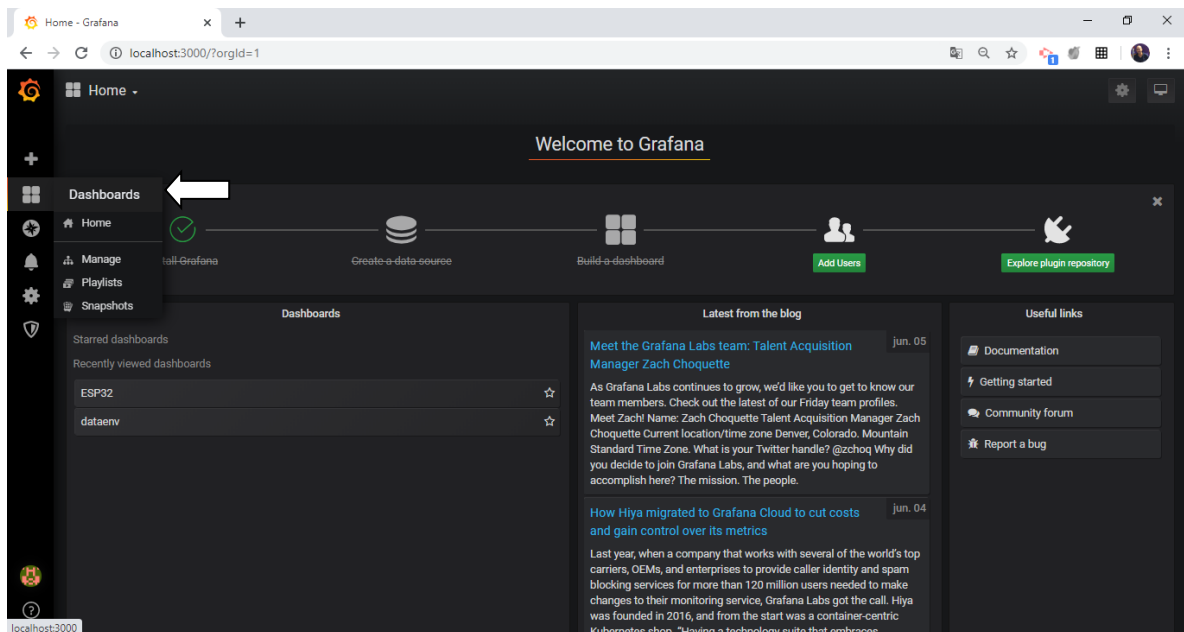 Home - Grafana
localhost:3000/?orgId=1
1
Home
Welcome to Grafana
Dashboards
Home
Manage
Playlists
Snapshots
tall Grafana
Create a data source
Build a dashboard
Add Users
Explore plugin repository
Dashboards
Starred dashboards
Recently viewed dashboards
ESP32
dataenv
Latest from the blog
Meet the Grafana Labs team: Talent Acquisition
Manager Zach Choquette
jun. 05
As Grafana Labs continues to grow, we'd like you to get to know our
team members. Check out the latest of our Friday team profiles.
Meet Zach! Name: Zach Choquette Talent Acquisition Manager Zach
Choquette Current location/time zone Denver, Colorado. Mountain
Standard Time Zone. What is your Twitter handle? @zchoq Why did
you decide to join Grafana Labs, and what are you hoping to
accomplish here? The mission. The people.
How Hiya migrated to Grafana Cloud to cut costs
and gain control over its metrics
jun. 04
Last year, when a company that works with several of the world's top
carriers, OEMs, and enterprises to provide caller identity and spam
blocking services for more than 120 million users needed to make
changes to their monitoring service, Grafana Labs got the call. Hiya
was founded in 2016, and from the start was a container-centric
Kubernetes shop. "Having a technology suite that embraces
Useful links
Documentation
Getting started
Community forum
Report a bug
localhost:3000